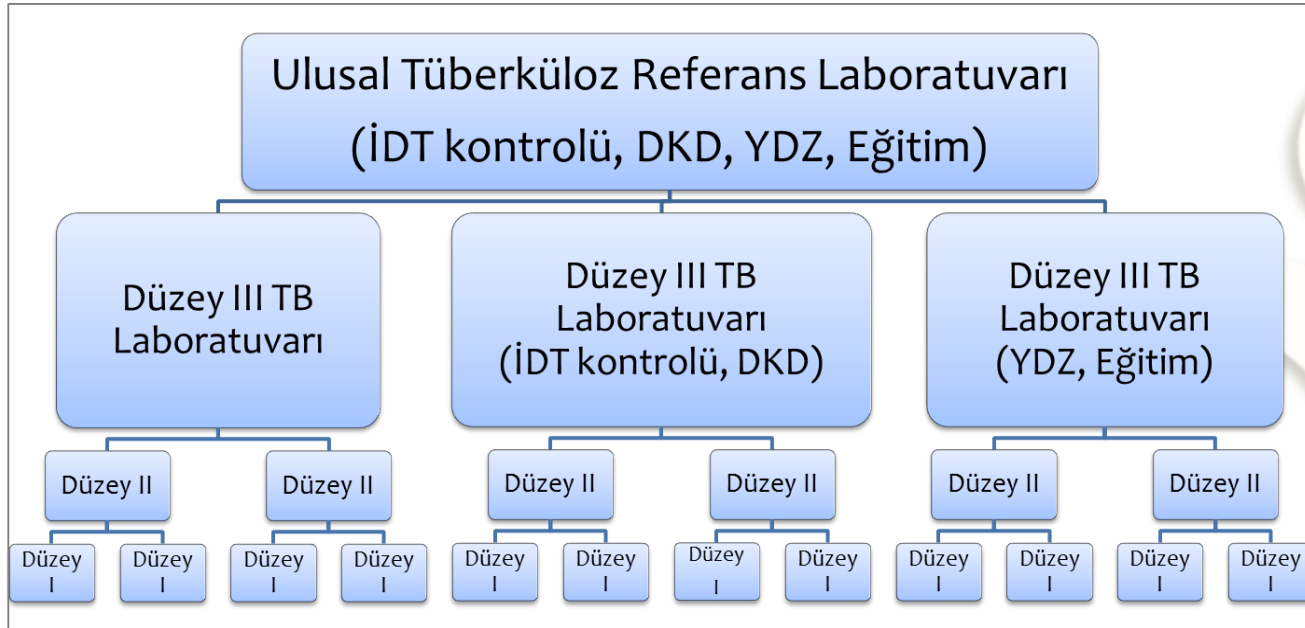 Ulusal Tüberküloz Referans Laboratuvarı
(İDT kontrolü, DKD, YDZ, Eğitim)
Düzey III TB
Laboratuvarı
Düzey III TB
Laboratuvarı
(İDT kontrolü, DKD)
Düzey III TB
Laboratuvarı
(YDZ, Eğitim)
Düzey II
Düzey II
Düzey II
Düzey II
Düzey II
Düzey II
Düzey
I
Düzey
I
Düzey
I
Düzey
I
Düzey
I
Düzey
I
Düzey
I
Düzey
I
Düzey
I
Düzey
I
Düzey
I
Düzey
I